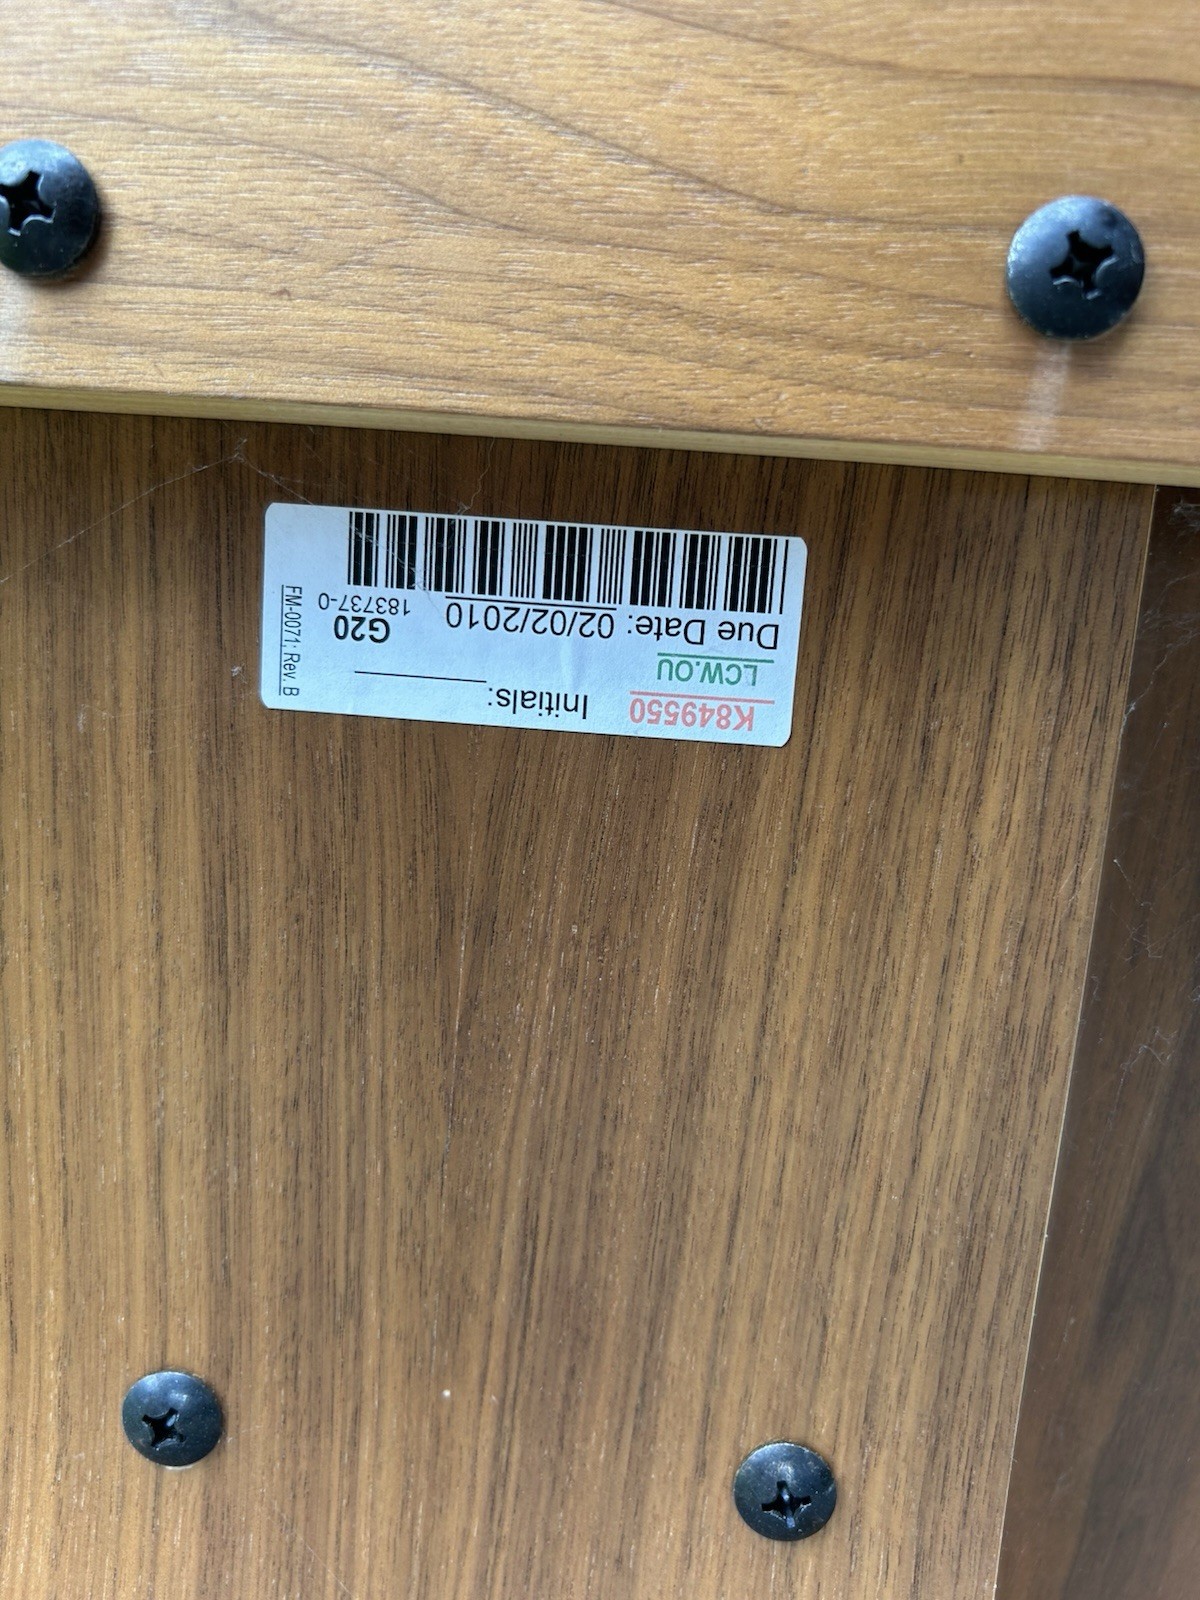 K849550
Initials:
LCW.OU
G20
Due Date: 02/02/2010
183737-0
FM-0071; Rev. B